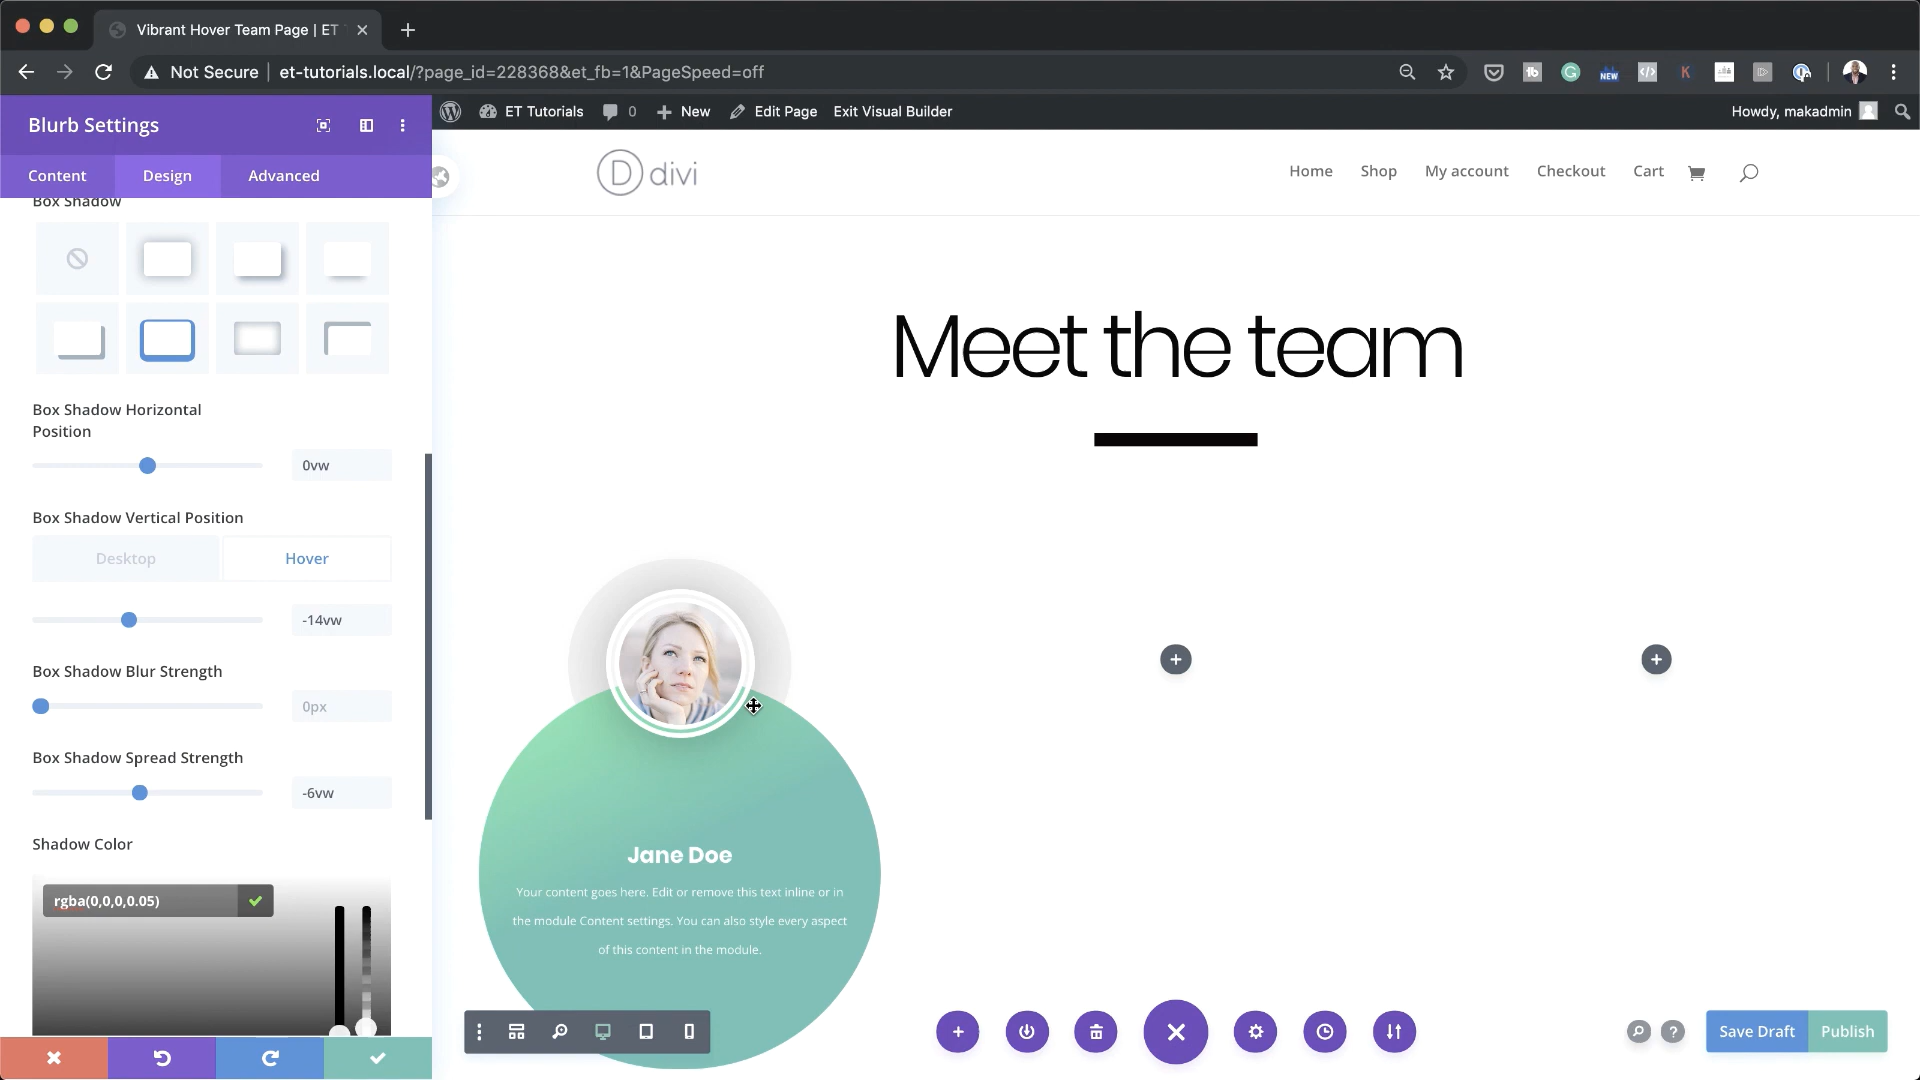 Vibrant Hover Team Page | ET
Not Secure
et-tutorials.local/?page_id=228368&et_fb=1&PageSpeed=off
NEW
ET Tutorials
0
New
Edit Page
Exit Visual Builder
Howdy, makadmin
Blurb Settings
Content
Design
Advanced
Box Shadow
Box Shadow Horizontal
Position
0vw
Box Shadow Vertical Position
Desktop
Hover
-14vw
Box Shadow Blur Strength
0px
Box Shadow Spread Strength
-6vw
Shadow Color
rgba(0,0,0,0.05)
D divi
Home
Shop
My account
Checkout
Cart
Meet the team
Jane Doe
Your content goes here. Edit or remove this text inline or in
the module Content settings. You can also style every aspect
of this content in the module.
Save Draft
Publish